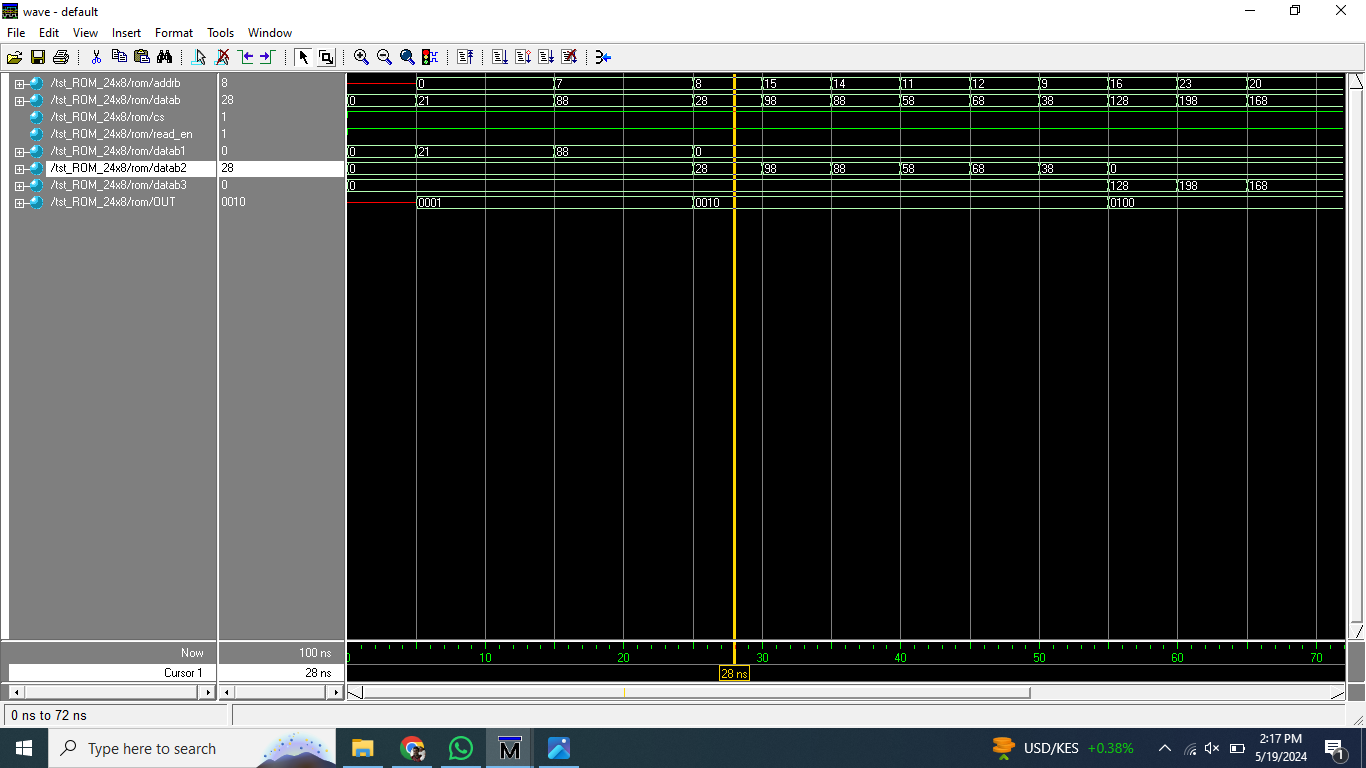 wave - default
File Edit View Insert Format Tools Window
/tst_ROM_24x8/rom/addrb 8 0 7 8 15 14 11 12 9 16 23 20
/tst_ROM_24x8/rom/datab 28 0 21 88 28 98 88 58 68 38 128 198 168
/tst_ROM_24x8/rom/cs 1
/tst_ROM_24x8/rom/read_en 1
/tst_ROM_24x8/rom/datab1 0 0 21 88 0
/tst_ROM_24x8/rom/datab2 28 0 28 98 88 58 68 38 0
/tst_ROM_24x8/rom/datab3 0 0 128 198 168
/tst_ROM_24x8/rom/OUT 0010 0001 0010 0100
Now 100 ns 0 10 20 30 40 50 60 70
Cursor 1 28 ns 28 ns
0 ns to 72 ns
Type here to search M USD/KES +0.38% 2:17 PM
5/19/2024 1